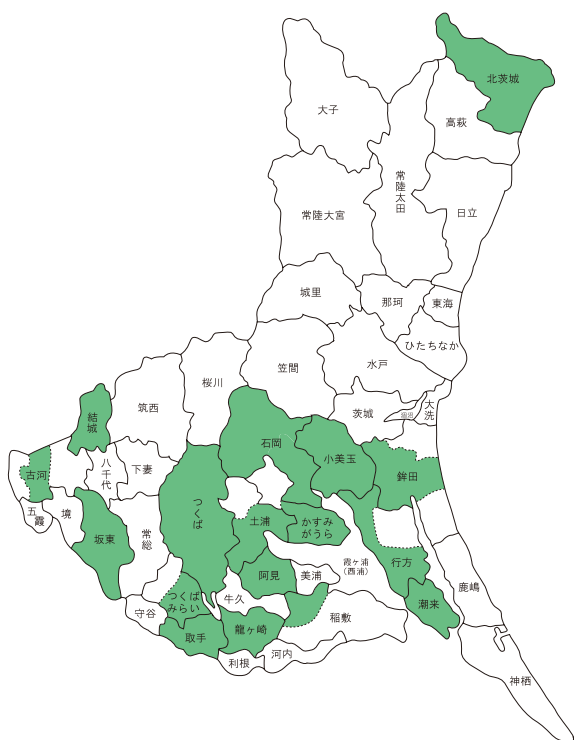 北茨城
大子
高萩
常陸太田
常陸大宮
日立
城里
那珂
東海
ひたちなか
水戸
笠間
桜川
筑西
結城
茨城
涸沼
大洗
石岡
小美玉
鉾田
古河
八千代
下妻
つくば
五霞
境
坂東
常総
土浦
かすみ
がうら
霞ヶ浦
(西浦)
行方
阿見
美浦
牛久
つくば
みらい
守谷
取手
龍ヶ崎
稲敷
潮来
鹿嶋
利根
河内
神栖